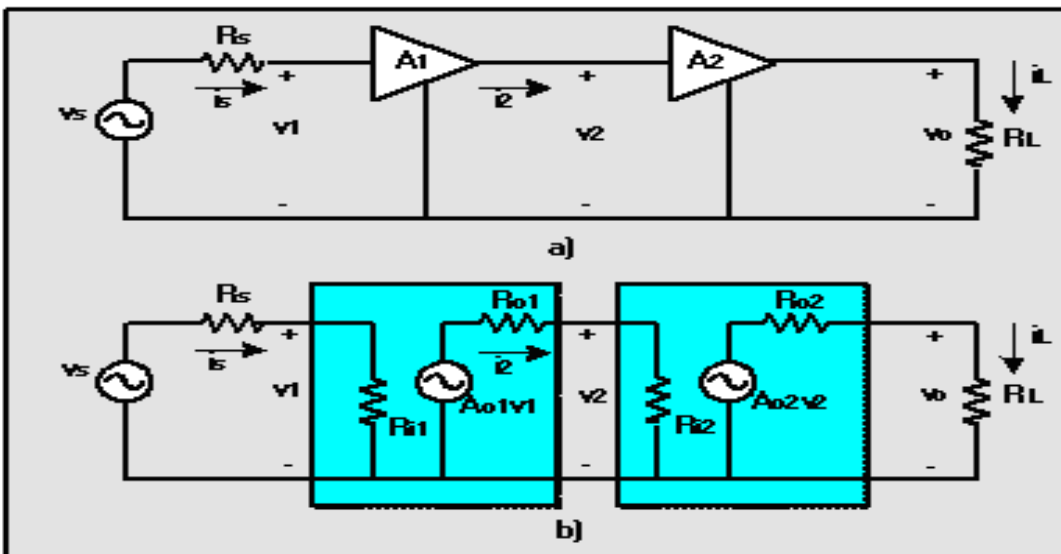 Rs A1 A2
+ + + iL
vs is i2
v1 v2 vo RL
- - -
a)
Rs Ro1 Ro2
+ + + iL
vs is i2
v1 Ao1v1 v2 Ao2v2 vo RL
Ri1 Ri2
- - -
b)